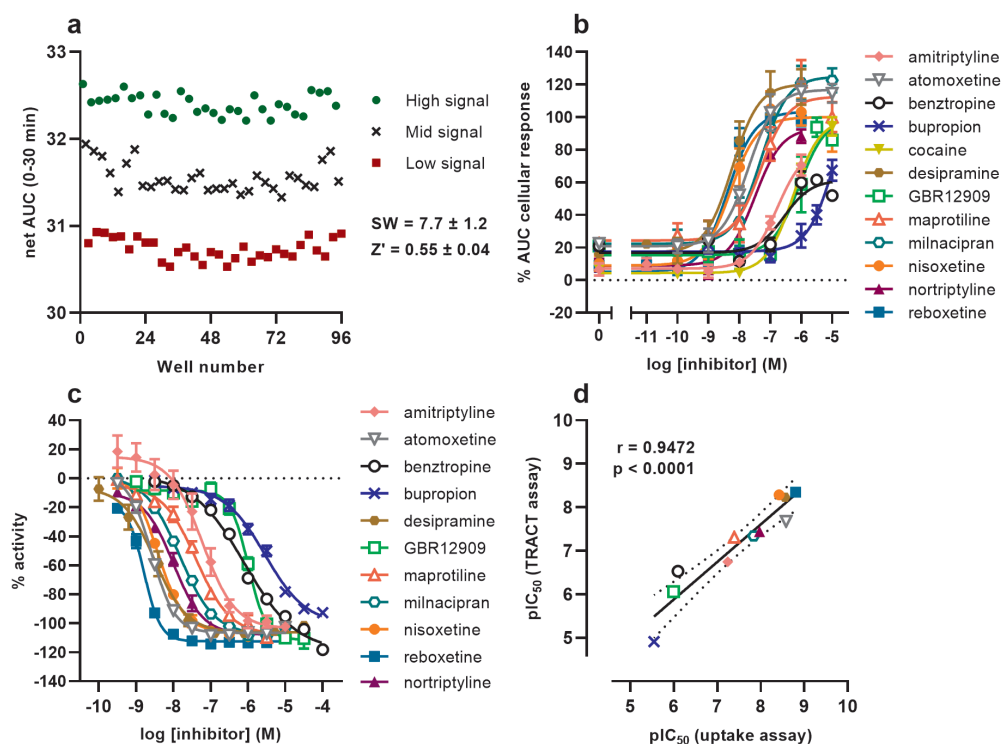 a
net AUC (0-30 min)
33
32
31
30
0
24
48
72
96
Well number
High signal
Mid signal
Low signal
SW = 7.7 ± 1.2
Z' = 0.55 ± 0.04
b
% AUC cellular response
140
120
100
80
60
40
20
0
-20
0
-11
-10
-9
-8
-7
-6
-5
log [inhibitor] (M)
amitriptyline
atomoxetine
benztropine
bupropion
cocaine
desipramine
GBR12909
maprotiline
milnacipran
nisoxetine
nortriptyline
reboxetine
c
% activity
40
20
0
-20
-40
-60
-80
-100
-120
-140
-10
-9
-8
-7
-6
-5
-4
log [inhibitor] (M)
amitriptyline
atomoxetine
benztropine
bupropion
desipramine
GBR12909
maprotiline
milnacipran
nisoxetine
reboxetine
nortriptyline
d
pIC50 (TRACT assay)
10
9
8
7
6
5
5
6
7
8
9
10
pIC50 (uptake assay)
r = 0.9472
p < 0.0001